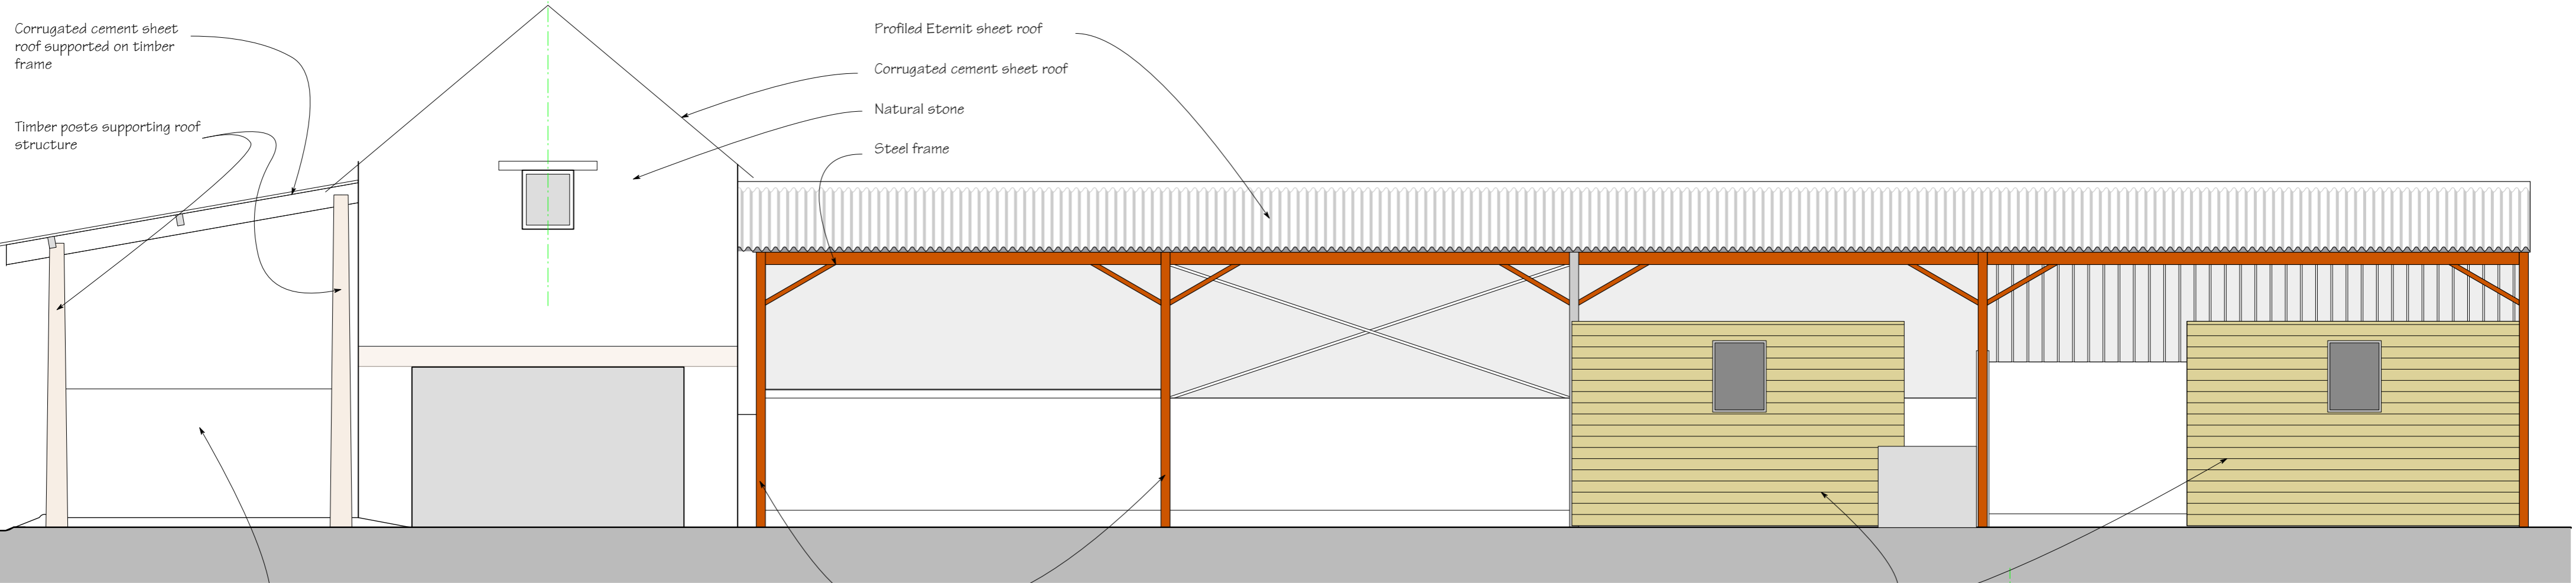 Corrugated cement sheet
roof supported on timber
frame
Timber posts supporting roof
structure
Profiled Eternit sheet roof
Corrugated cement sheet roof
Natural stone
Steel frame